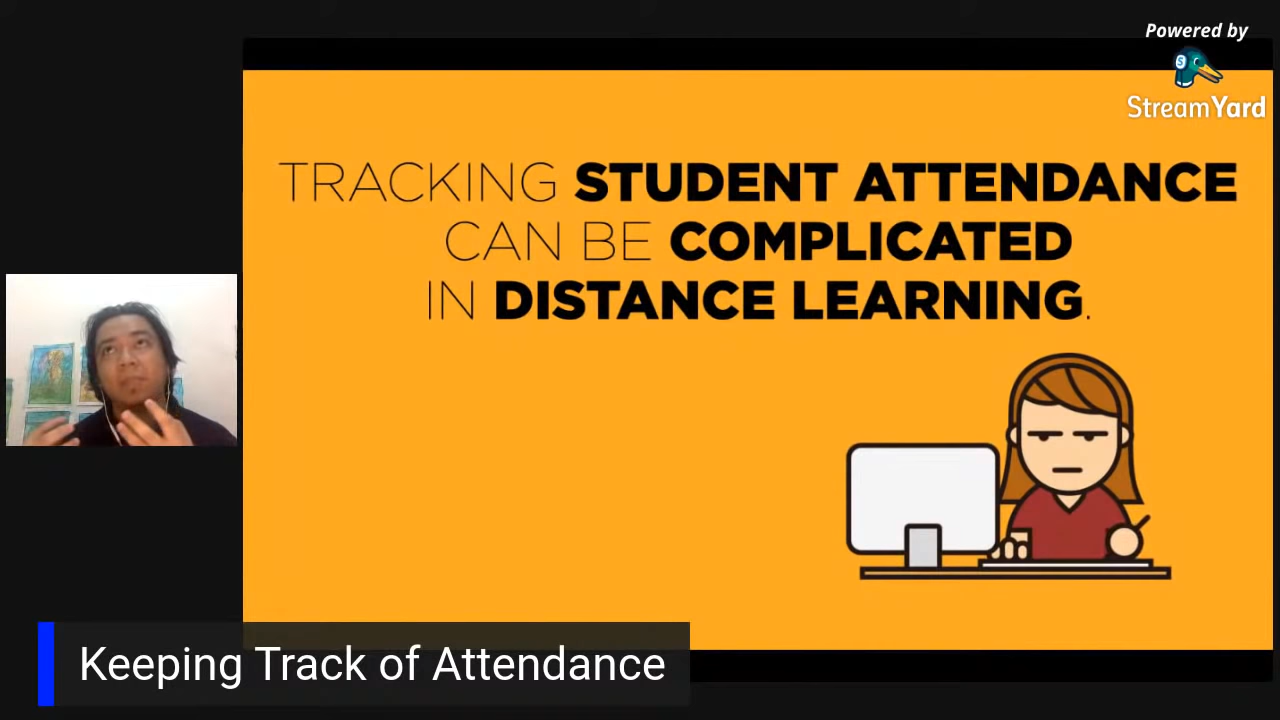 Powered by
StreamYard
TRACKING STUDENT ATTENDANCE
CAN BE COMPLICATED
IN DISTANCE LEARNING.
Keeping Track of Attendance